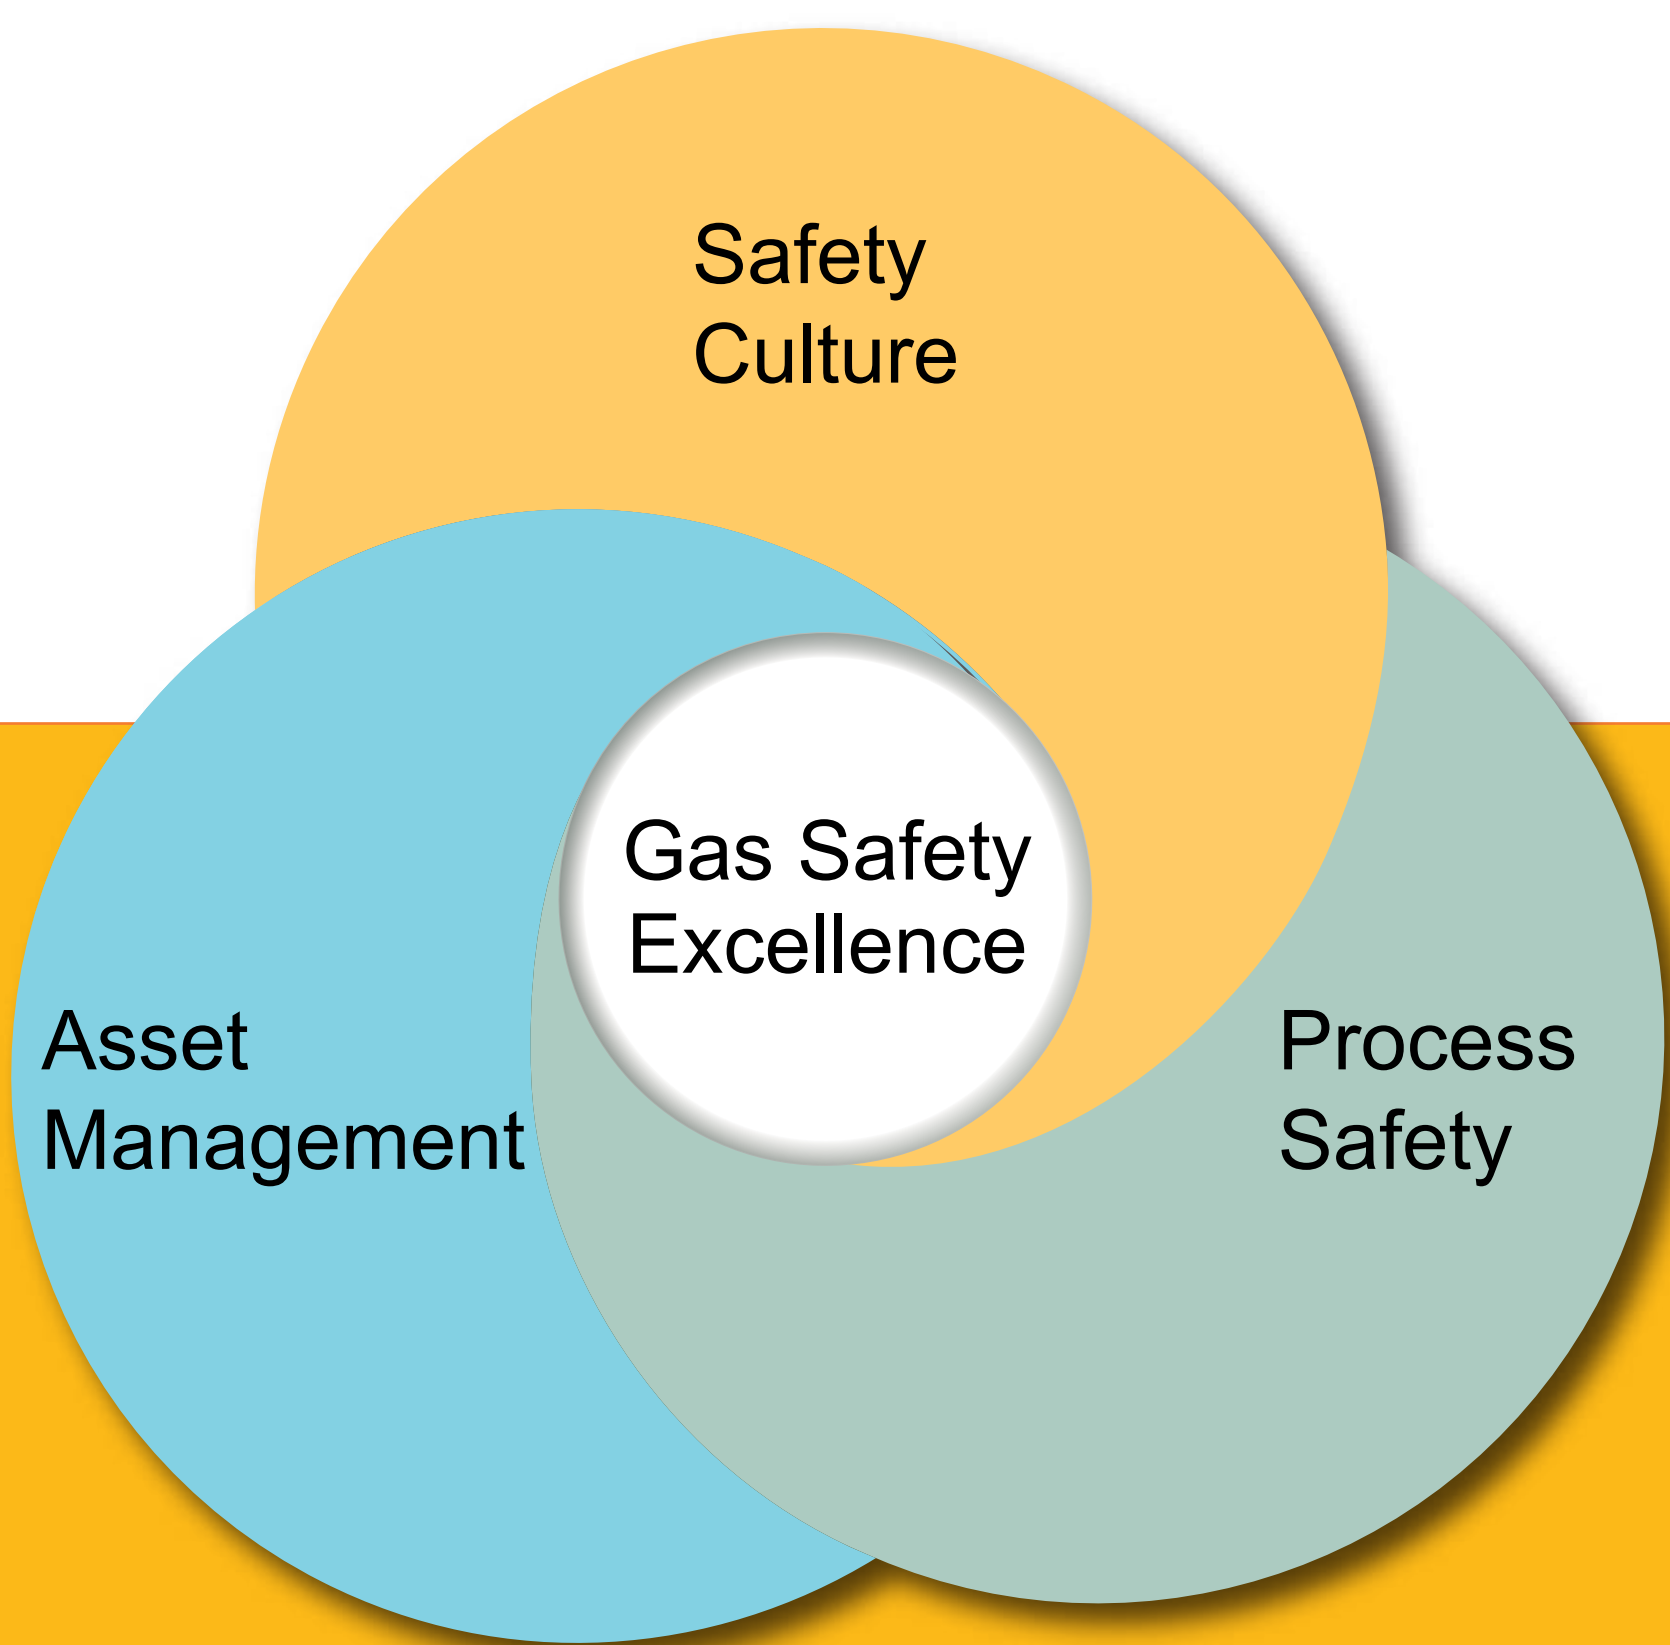 Safety
Culture
Gas Safety
Excellence
Asset
Management
Process
Safety